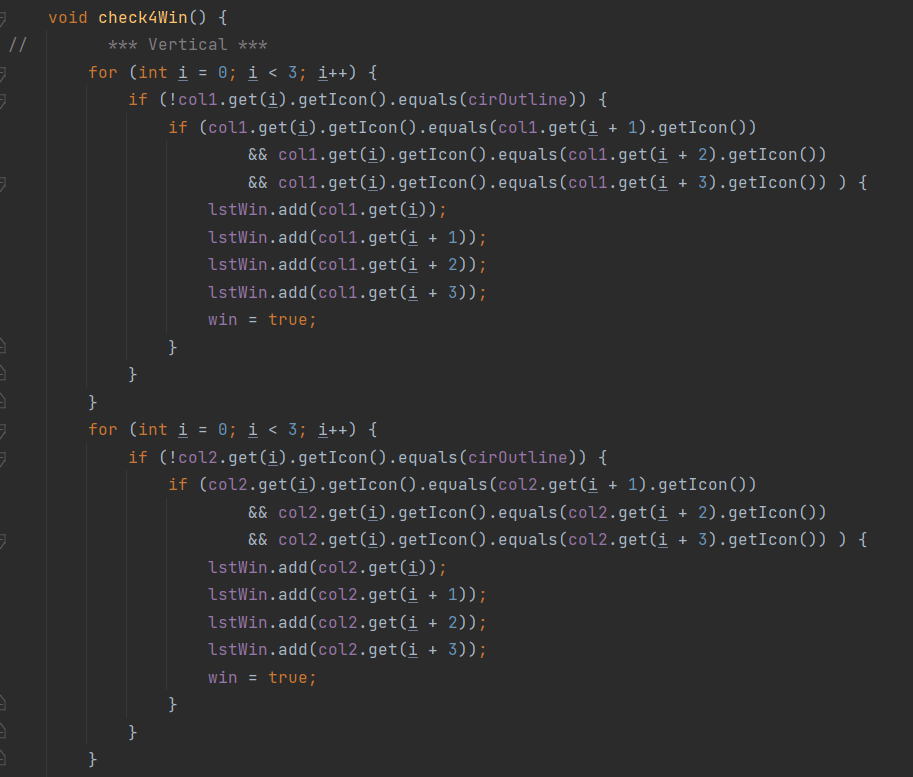 void check4Win() {
//        *** Vertical ***
    for (int i = 0; i < 3; i++) {
        if (!col1.get(i).getIcon().equals(cirOutline)) {
            if (col1.get(i).getIcon().equals(col1.get(i + 1).getIcon())
                    && col1.get(i).getIcon().equals(col1.get(i + 2).getIcon())
                    && col1.get(i).getIcon().equals(col1.get(i + 3).getIcon()) ) {
                lstWin.add(col1.get(i));
                lstWin.add(col1.get(i + 1));
                lstWin.add(col1.get(i + 2));
                lstWin.add(col1.get(i + 3));
                win = true;
            }
        }
    }
    for (int i = 0; i < 3; i++) {
        if (!col2.get(i).getIcon().equals(cirOutline)) {
            if (col2.get(i).getIcon().equals(col2.get(i + 1).getIcon())
                    && col2.get(i).getIcon().equals(col2.get(i + 2).getIcon())
                    && col2.get(i).getIcon().equals(col2.get(i + 3).getIcon()) ) {
                lstWin.add(col2.get(i));
                lstWin.add(col2.get(i + 1));
                lstWin.add(col2.get(i + 2));
                lstWin.add(col2.get(i + 3));
                win = true;
            }
        }
    }